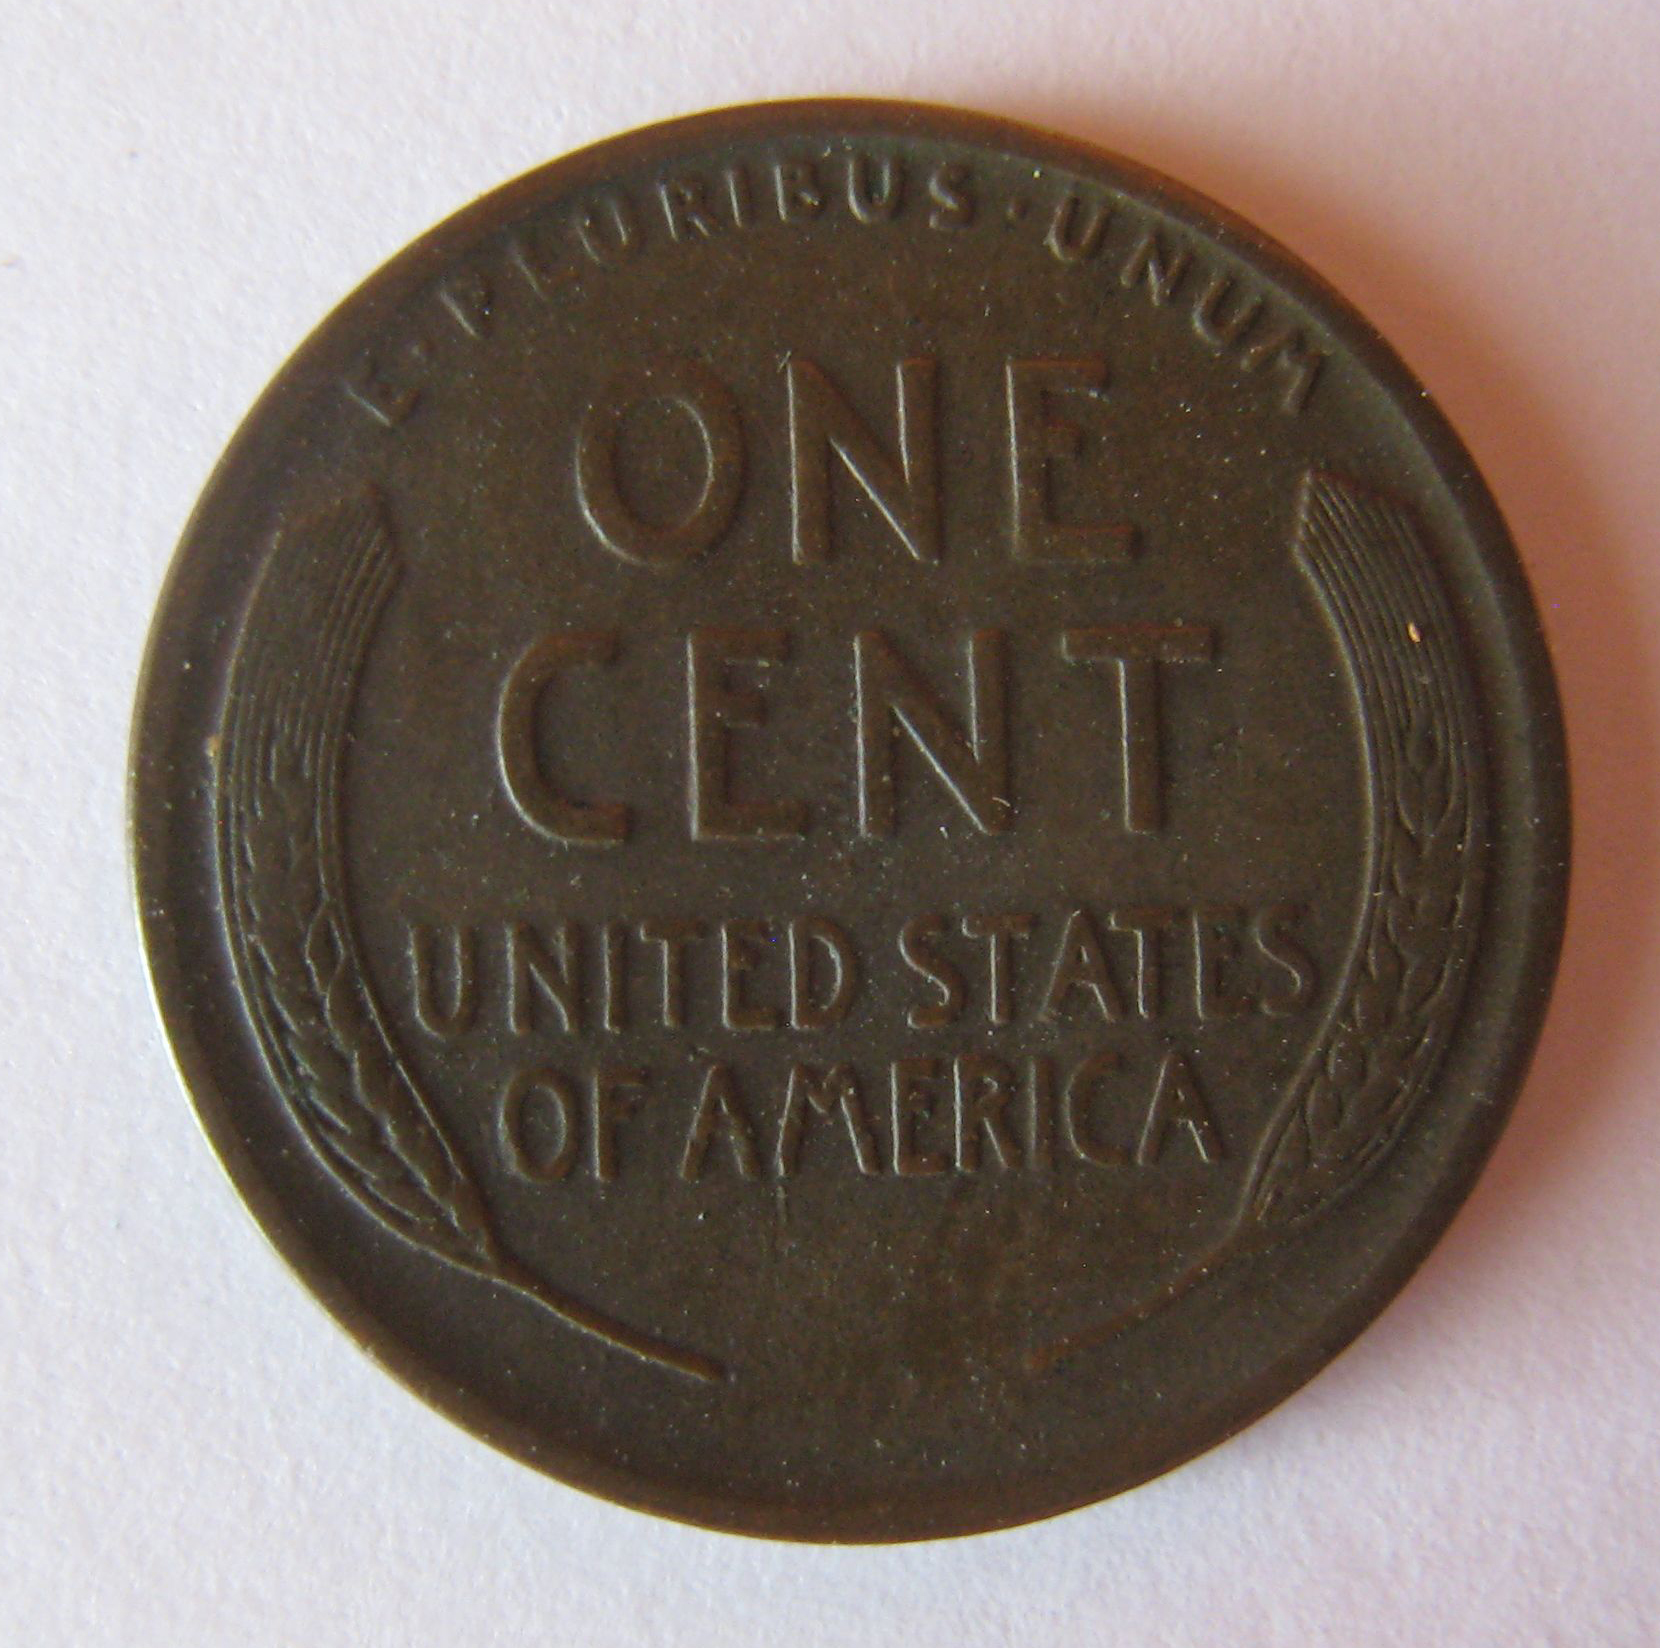 E·PLURIBUS·UNUM
ONE
CENT
UNITED STATES
OF AMERICA